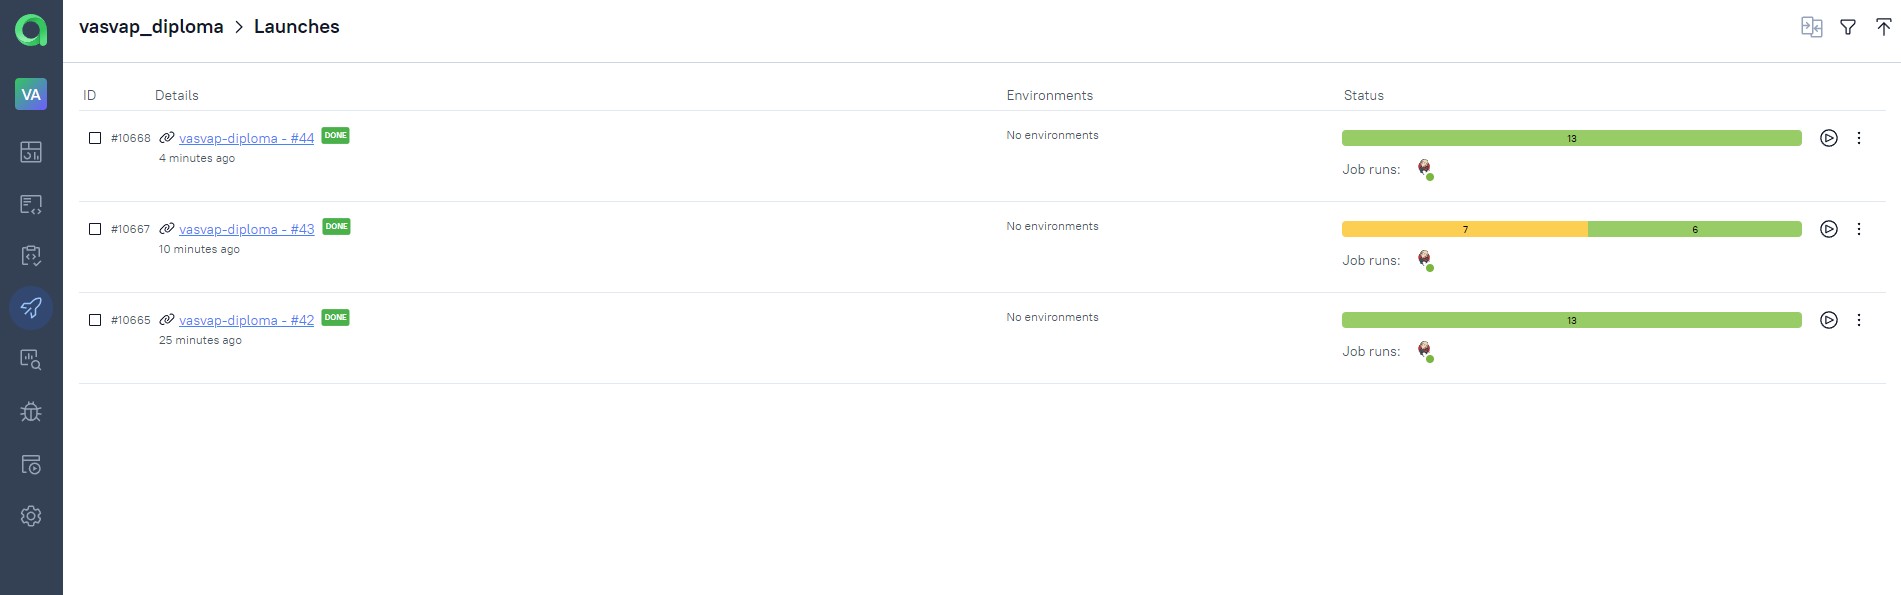 vasvap_diploma > Launches
VA
ID Details Environments Status
#10668 vasvap-diploma - #44 DONE No environments 13
4 minutes ago
Job runs:
#10667 vasvap-diploma - #43 DONE No environments 7 6
10 minutes ago
Job runs:
#10665 vasvap-diploma - #42 DONE No environments 13
25 minutes ago
Job runs: